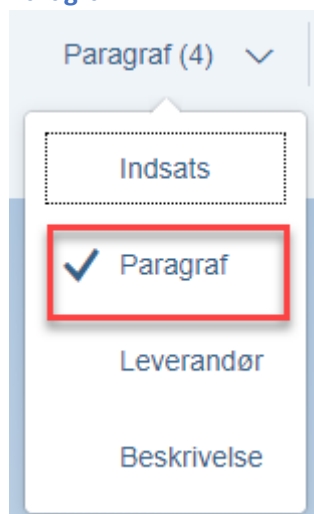 Paragraf (4)
Indsats
Paragraf
Leverandør
Beskrivelse